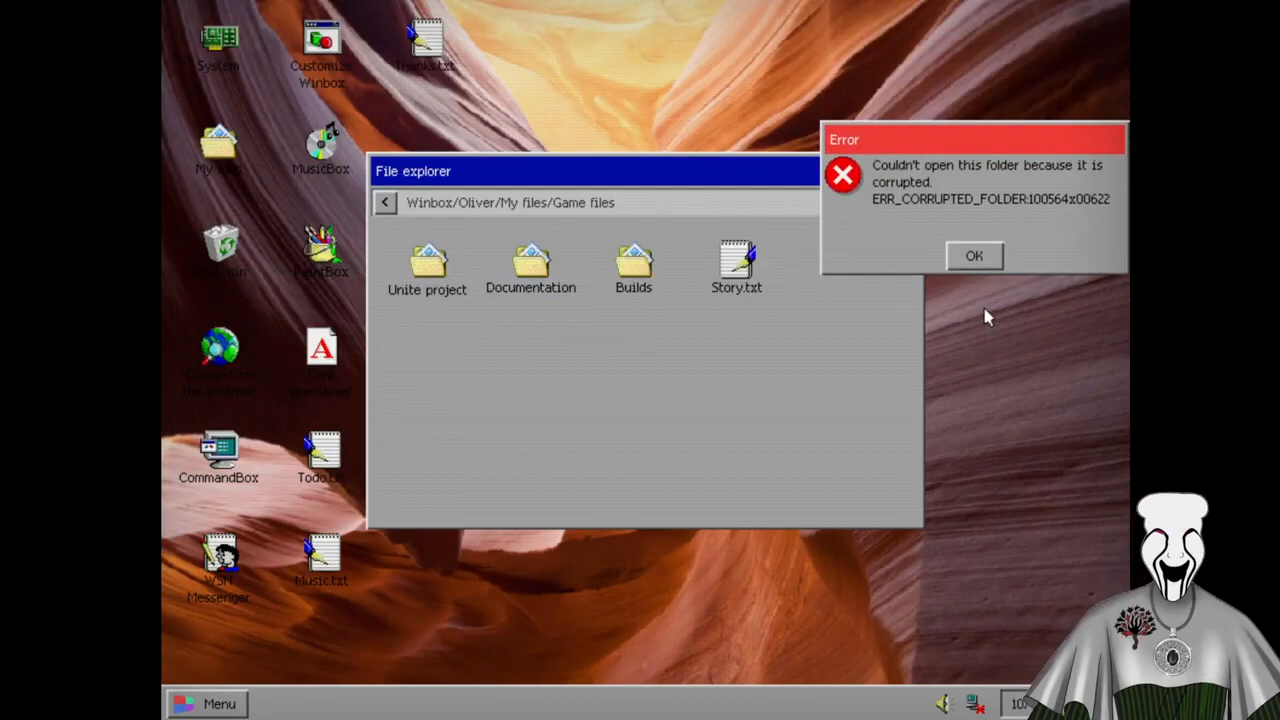 System
Customize
Winbox
Thanks.txt
MusicBox
PaintBox
CommandBox
Todo.txt
WSN
Messenger
Music.txt
File explorer
Winbox/Oliver/My files/Game files
Unite project
Documentation
Builds
Story.txt
Error
Couldn't open this folder because it is
corrupted.
ERR_CORRUPTED_FOLDER:100564x00622
OK
Menu